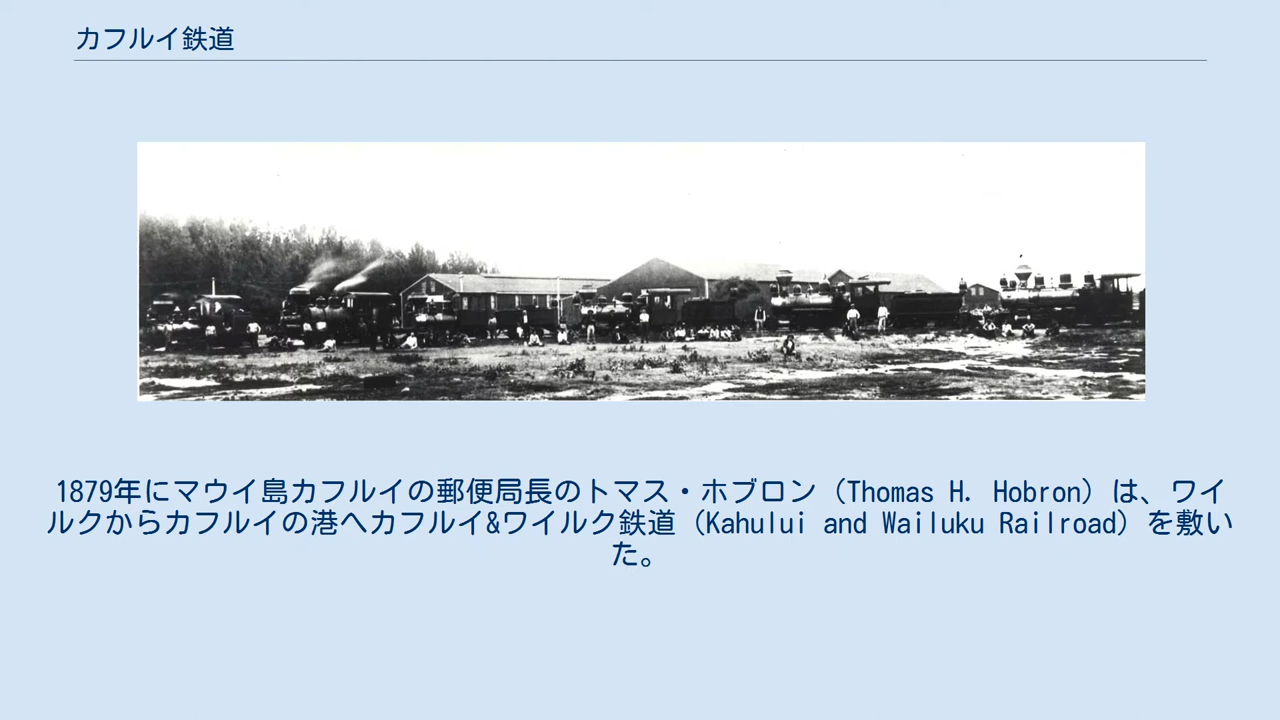 カフルイ鉄道
1879年にマウイ島カフルイの郵便局長のトマス・ホブロン（Thomas H. Hobron）は、ワイ
ルクからカフルイの港へカフルイ&ワイルク鉄道（Kahului and Wailuku Railroad）を敷い
た。